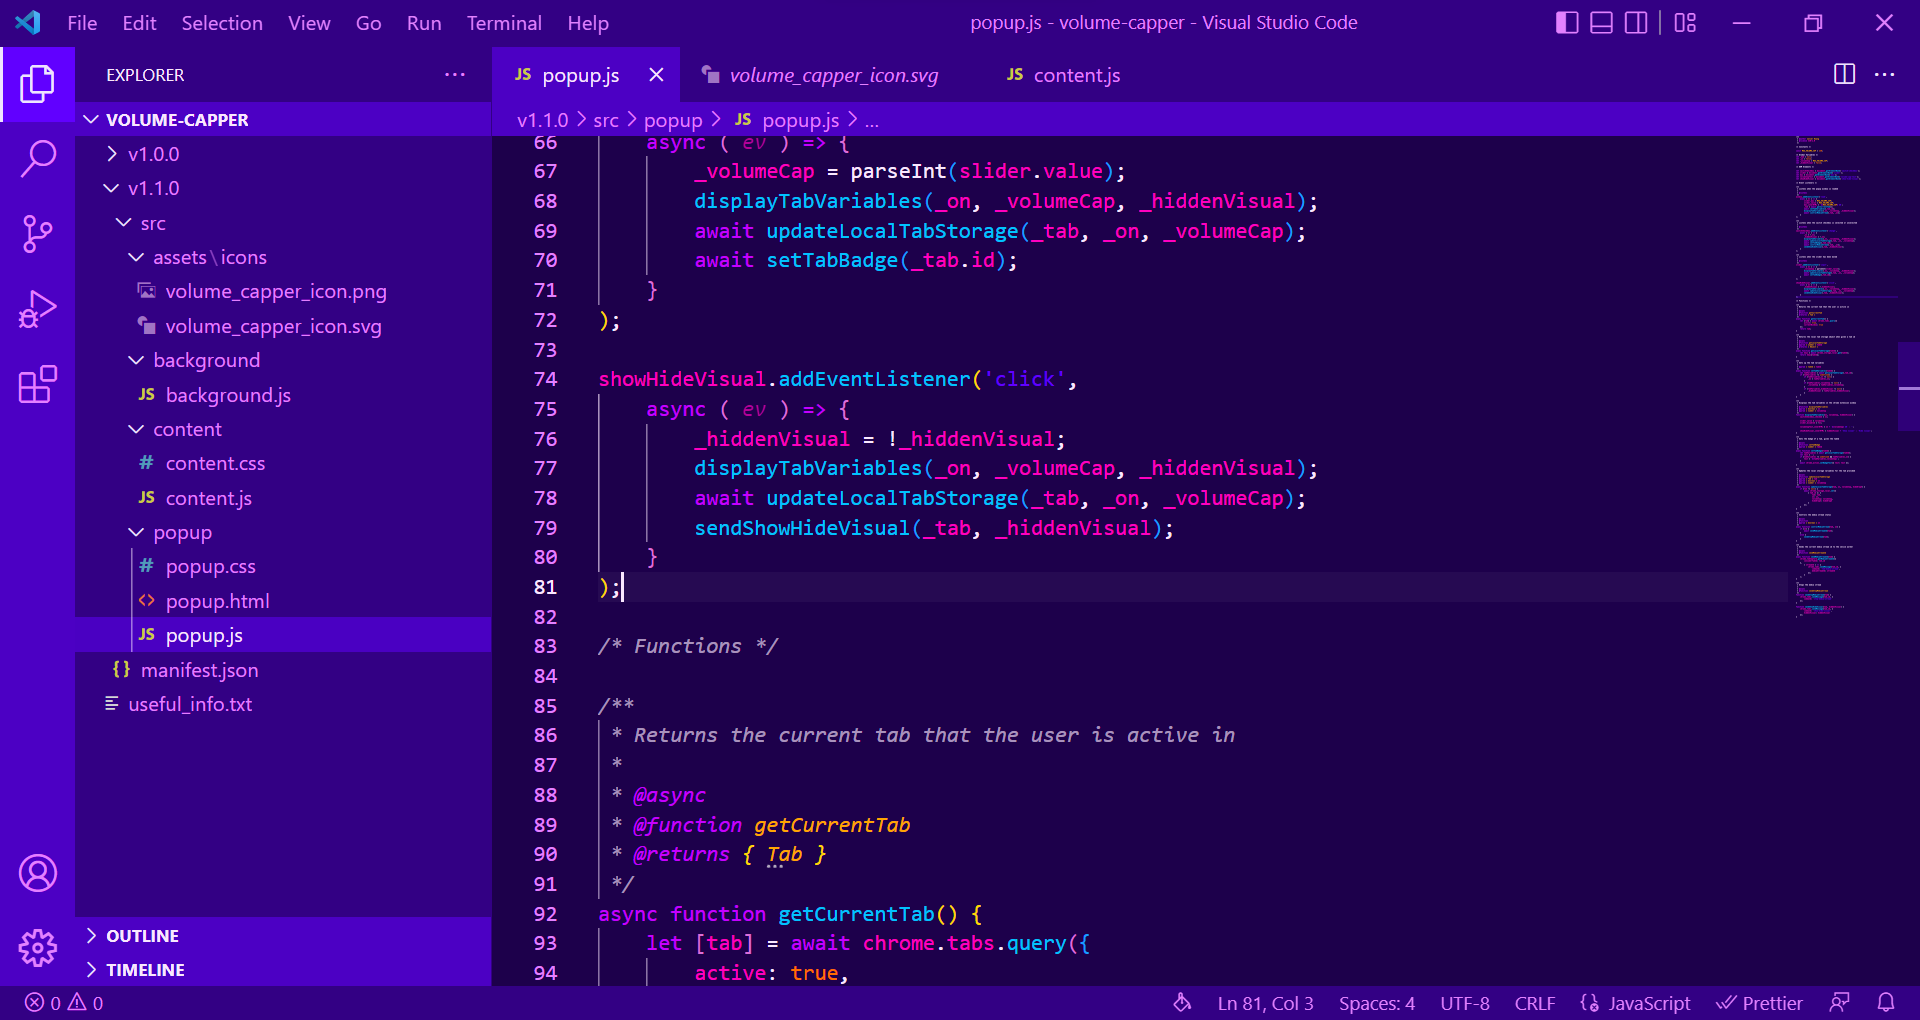 File Edit Selection View Go Run Terminal Help
popup.js - volume-capper - Visual Studio Code
EXPLORER
VOLUME-CAPPER
v1.0.0
v1.1.0
src
assets\icons
volume_capper_icon.png
volume_capper_icon.svg
background
JS background.js
content
# content.css
JS content.js
popup
# popup.css
<> popup.html
JS popup.js
{} manifest.json
useful_info.txt
OUTLINE
TIMELINE
JS popup.js
volume_capper_icon.svg
JS content.js
v1.1.0 > src > popup > JS popup.js > ...
66 async ( ev ) => {
67 _volumeCap = parseInt(slider.value);
68 displayTabVariables(_on, _volumeCap, _hiddenVisual);
69 await updateLocalTabStorage(_tab, _on, _volumeCap);
70 await setTabBadge(_tab.id);
71 }
72 );
73
74 showHideVisual.addEventListener('click',
75 async ( ev ) => {
76 _hiddenVisual = !_hiddenVisual;
77 displayTabVariables(_on, _volumeCap, _hiddenVisual);
78 await updateLocalTabStorage(_tab, _on, _volumeCap);
79 sendShowHideVisual(_tab, _hiddenVisual);
80 }
81 );
82
83 /* Functions */
84
85 /**
86 * Returns the current tab that the user is active in
87 *
88 * @async
89 * @function getCurrentTab
90 * @returns { Tab }
91 */
92 async function getCurrentTab() {
93 let [tab] = await chrome.tabs.query({
94 active: true,
0 0
Ln 81, Col 3
Spaces: 4
UTF-8
CRLF
JavaScript
Prettier